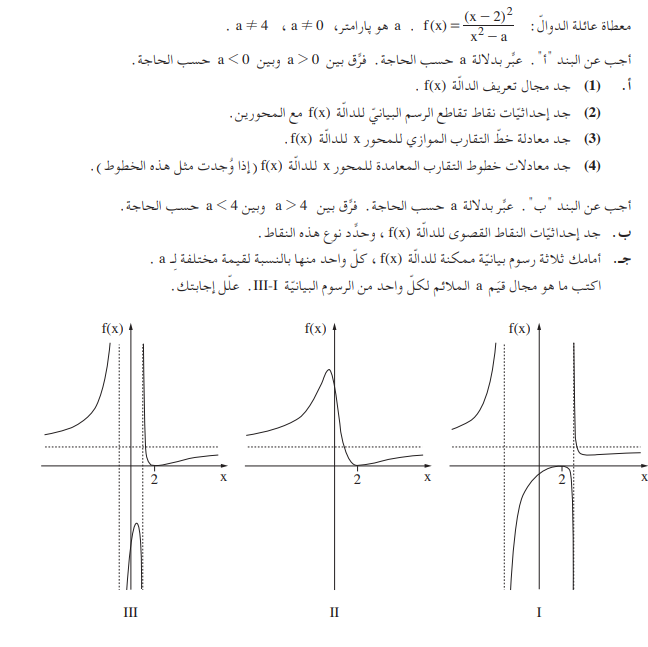 معطاة عائلة الدوالّ: f(x) = (x − 2)² / (x² − a) . a هو پارامتر، a ≠ 0 ، a ≠ 4 .
أجب عن البند "أ". عبّر بدلالة a حسب الحاجة. فرّق بين a > 0 وبين a < 0 حسب الحاجة.
أ. (1) جد مجال تعريف الدالّة f(x) .
(2) جد إحداثيّات نقاط تقاطع الرسم البيانيّ للدالّة f(x) مع المحورين.
(3) جد معادلة خطّ التقارب الموازي للمحور x للدالّة f(x).
(4) جد معادلات خطوط التقارب المعامدة للمحور x للدالّة f(x) (إذا وُجدت مثل هذه الخطوط).
أجب عن البند "ب". عبّر بدلالة a حسب الحاجة. فرّق بين a > 4 وبين a < 4 حسب الحاجة.
ب. جد إحداثيّات النقاط القصوى للدالّة f(x) ، وحدّد نوع هذه النقاط.
جـ. أمامك ثلاثة رسوم بيانيّة ممكنة للدالّة f(x) ، كلّ واحد منها بالنسبة لقيمة مختلفة لـ a .
اكتب ما هو مجال قيَم a الملائم لكلّ واحد من الرسوم البيانيّة I-III. علّل إجابتك.
f(x) f(x) f(x)
2 x 2 x 2 x
III II I